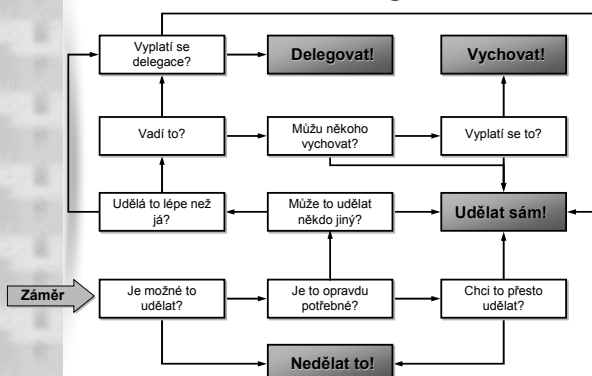 Vyplatí se
delegace?
Delegovat!
Vychovat!
Vadí to?
Můžu někoho
vychovat?
Vyplatí se to?
Udělá to lépe než
já?
Může to udělat
někdo jiný?
Udělat sám!
Záměr
Je možné to
udělat?
Je to opravdu
potřebné?
Chci to přesto
udělat?
Nedělat to!